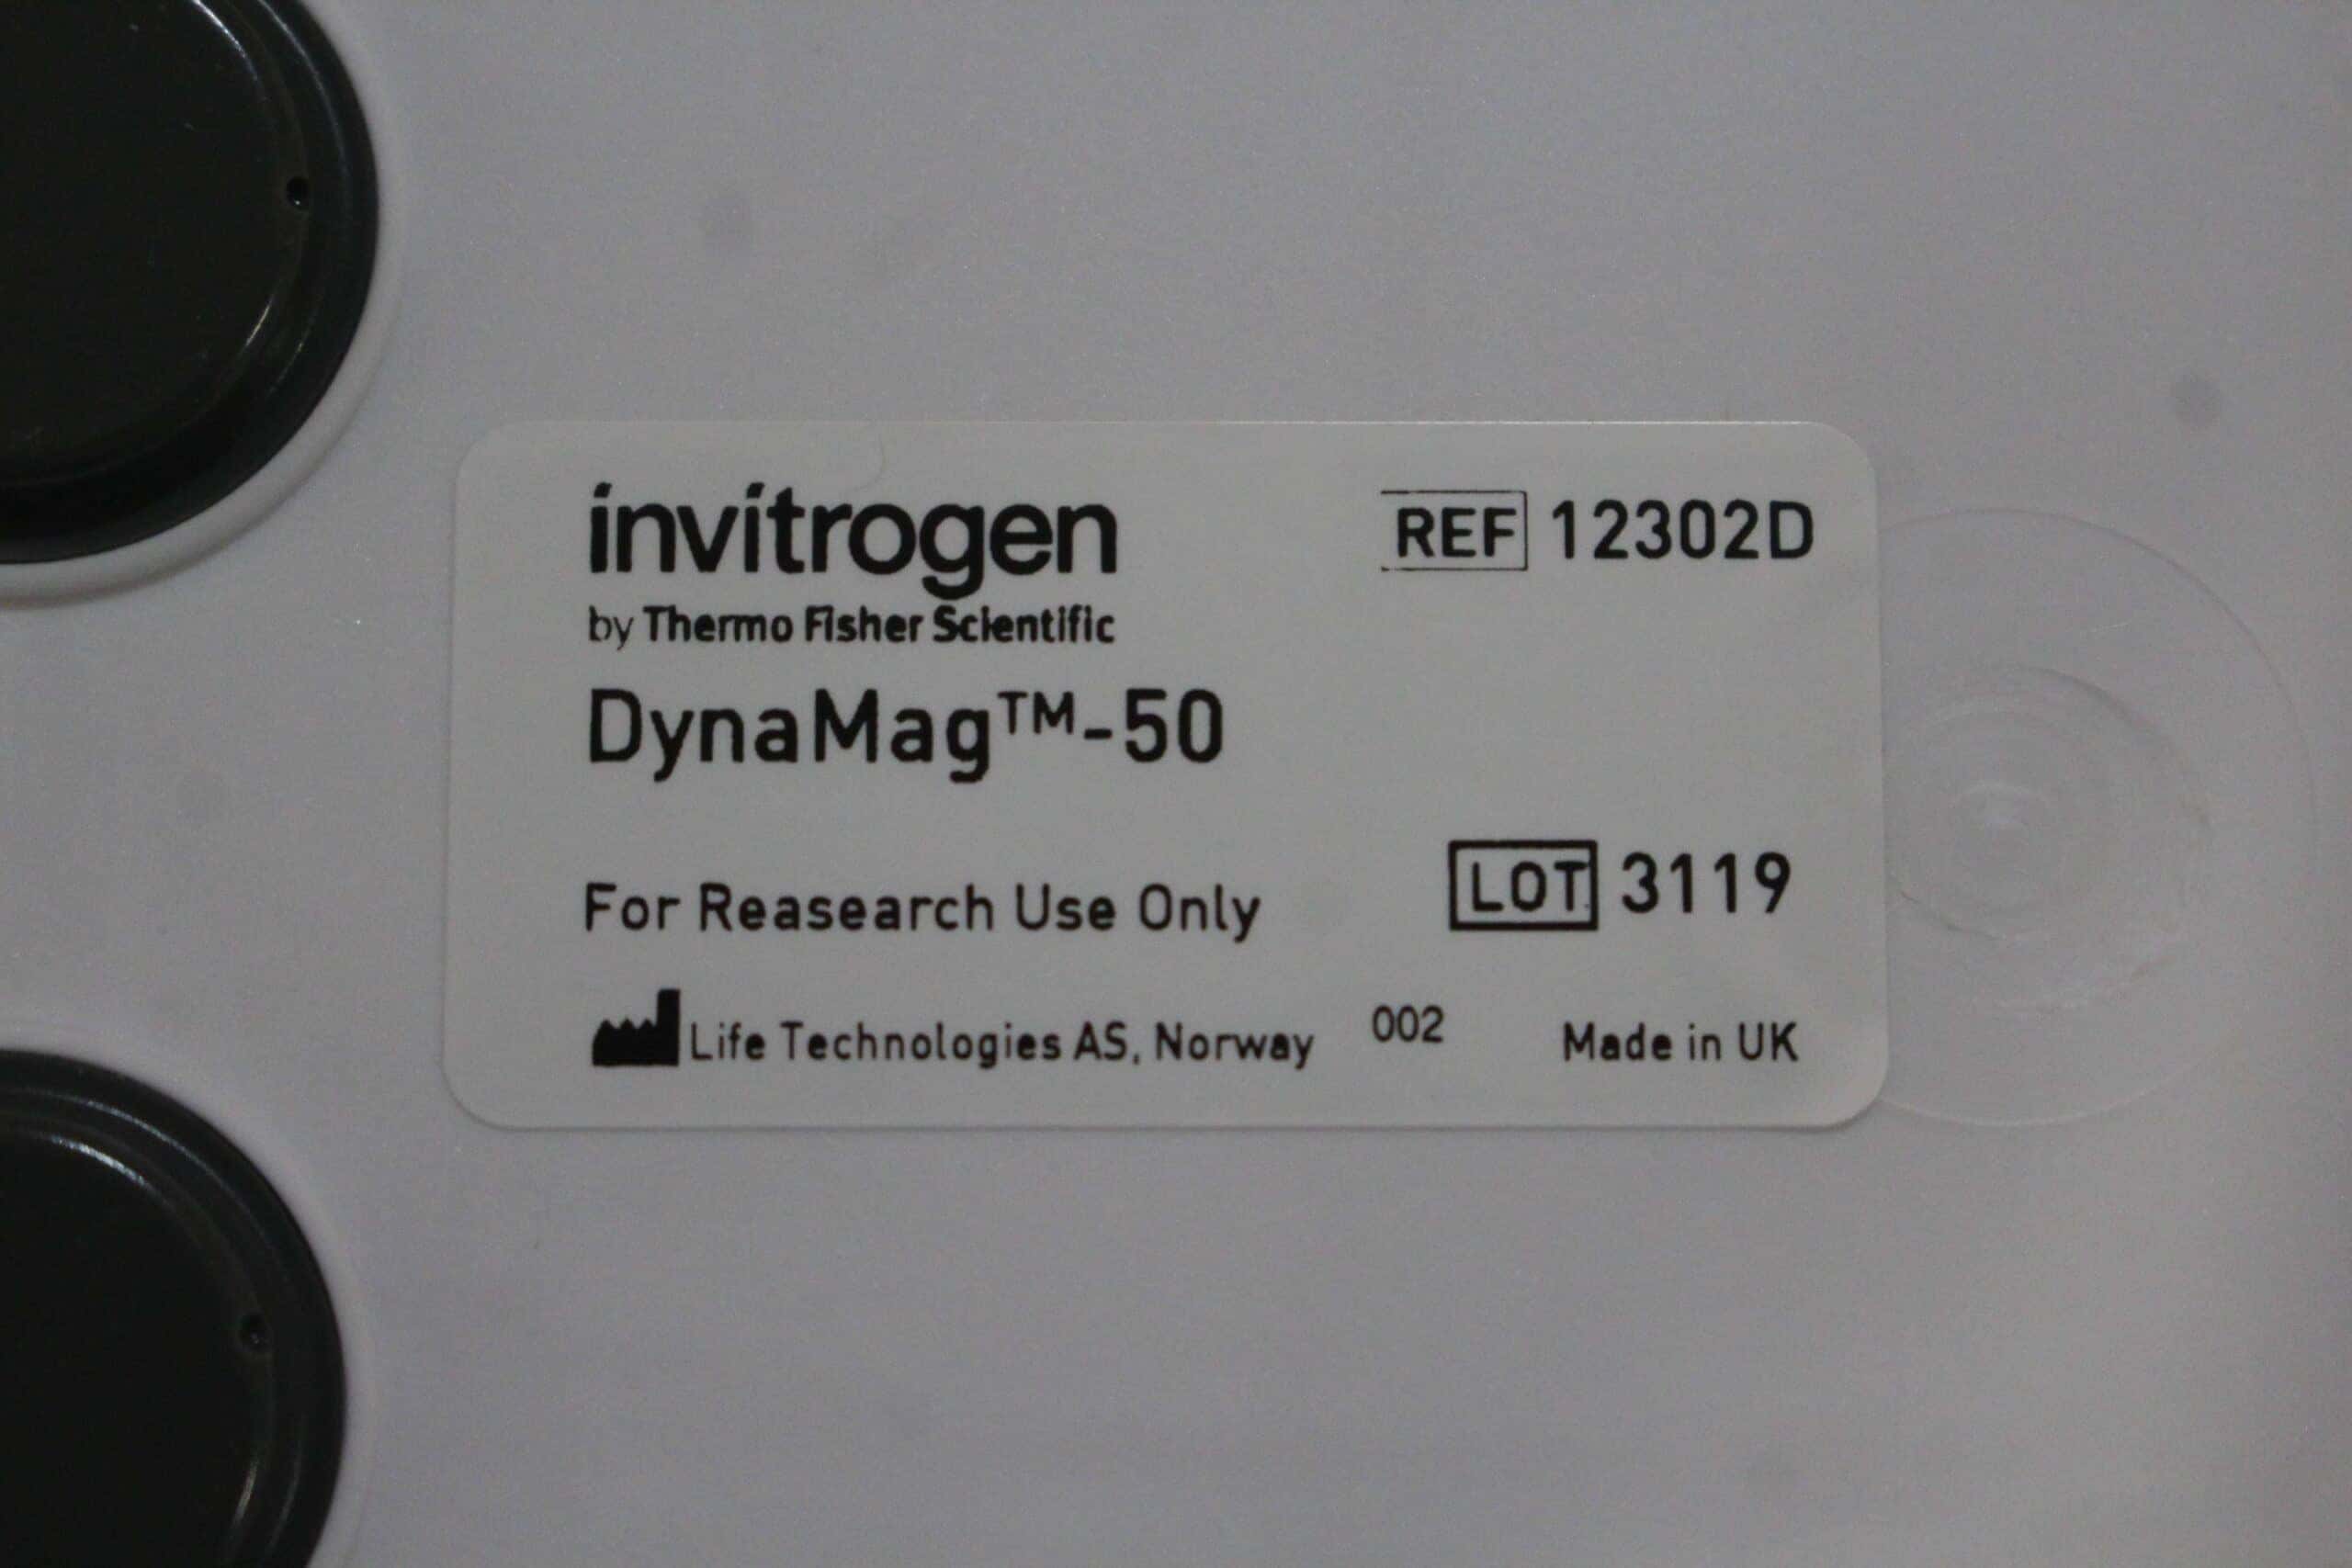 invitrogen
REF 12302D
by Thermo Fisher Scientific
DynaMag™-50
For Reasearch Use Only
LOT 3119
Life Technologies AS, Norway 002 Made in UK